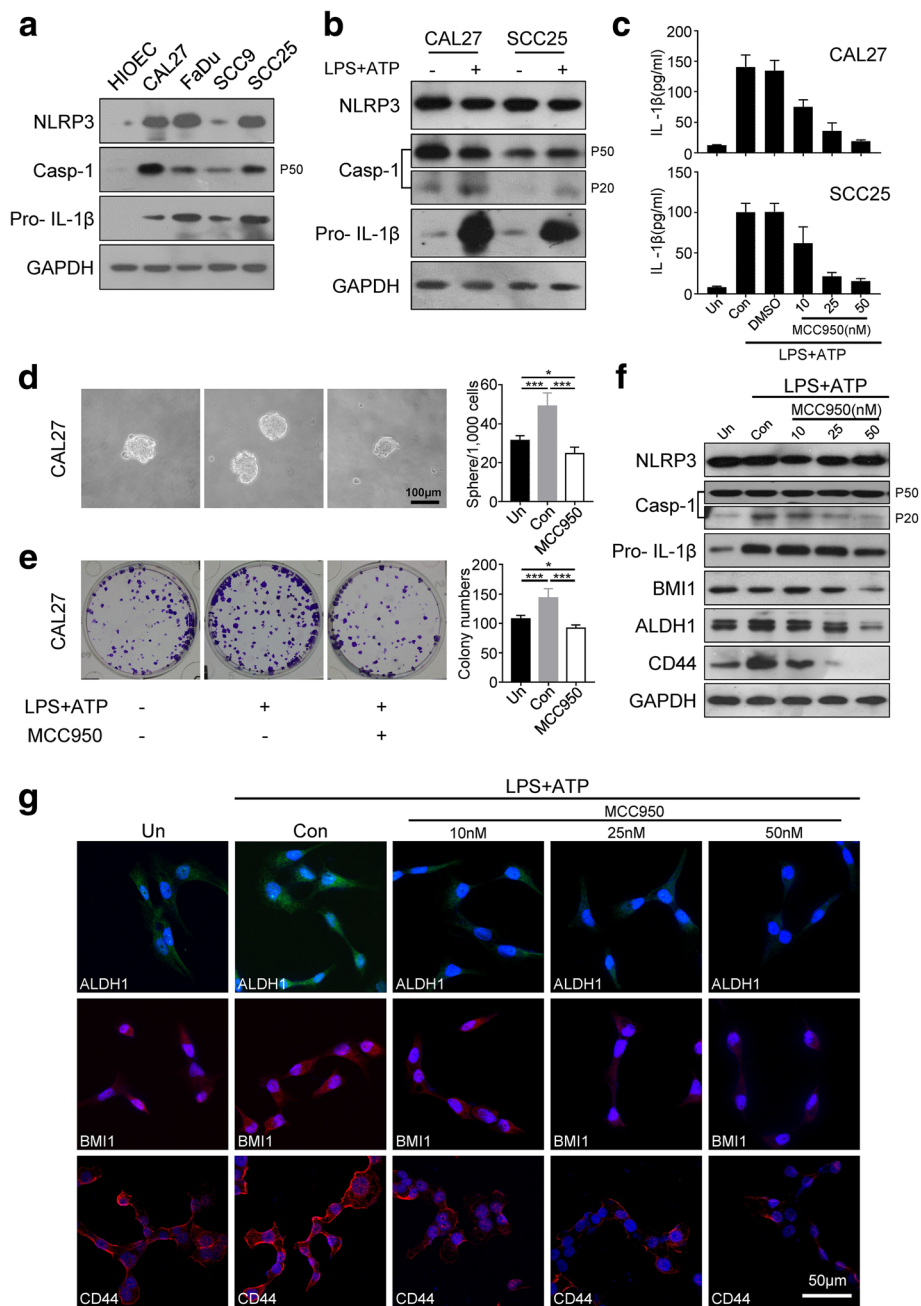 a
HIOEC CAL27 FaDu SCC9 SCC25
NLRP3
Casp-1 P50
Pro- IL-1β
GAPDH
b
CAL27 SCC25
LPS+ATP - + - +
NLRP3
Casp-1 P50
P20
Pro- IL-1β
GAPDH
c
CAL27
IL -1β(pg/ml)
200
150
100
50
0
SCC25
IL -1β(pg/ml)
200
150
100
50
0
Un Con DMSO 10 25 50
MCC950(nM)
LPS+ATP
d
CAL27
100μm
Sphere/1,000 cells
60
40
20
0
* *** ***
Un Con MCC950
e
CAL27
Colony numbers
200
150
100
50
0
* *** ***
Un Con MCC950
LPS+ATP - + +
MCC950 - - +
f
LPS+ATP
MCC950(nM)
Un Con 10 25 50
NLRP3
Casp-1 P50
P20
Pro- IL-1β
BMI1
ALDH1
CD44
GAPDH
g
LPS+ATP
MCC950
Un Con 10nM 25nM 50nM
ALDH1 ALDH1 ALDH1 ALDH1 ALDH1
BMI1 BMI1 BMI1 BMI1 BMI1
CD44 CD44 CD44 CD44 CD44
50μm